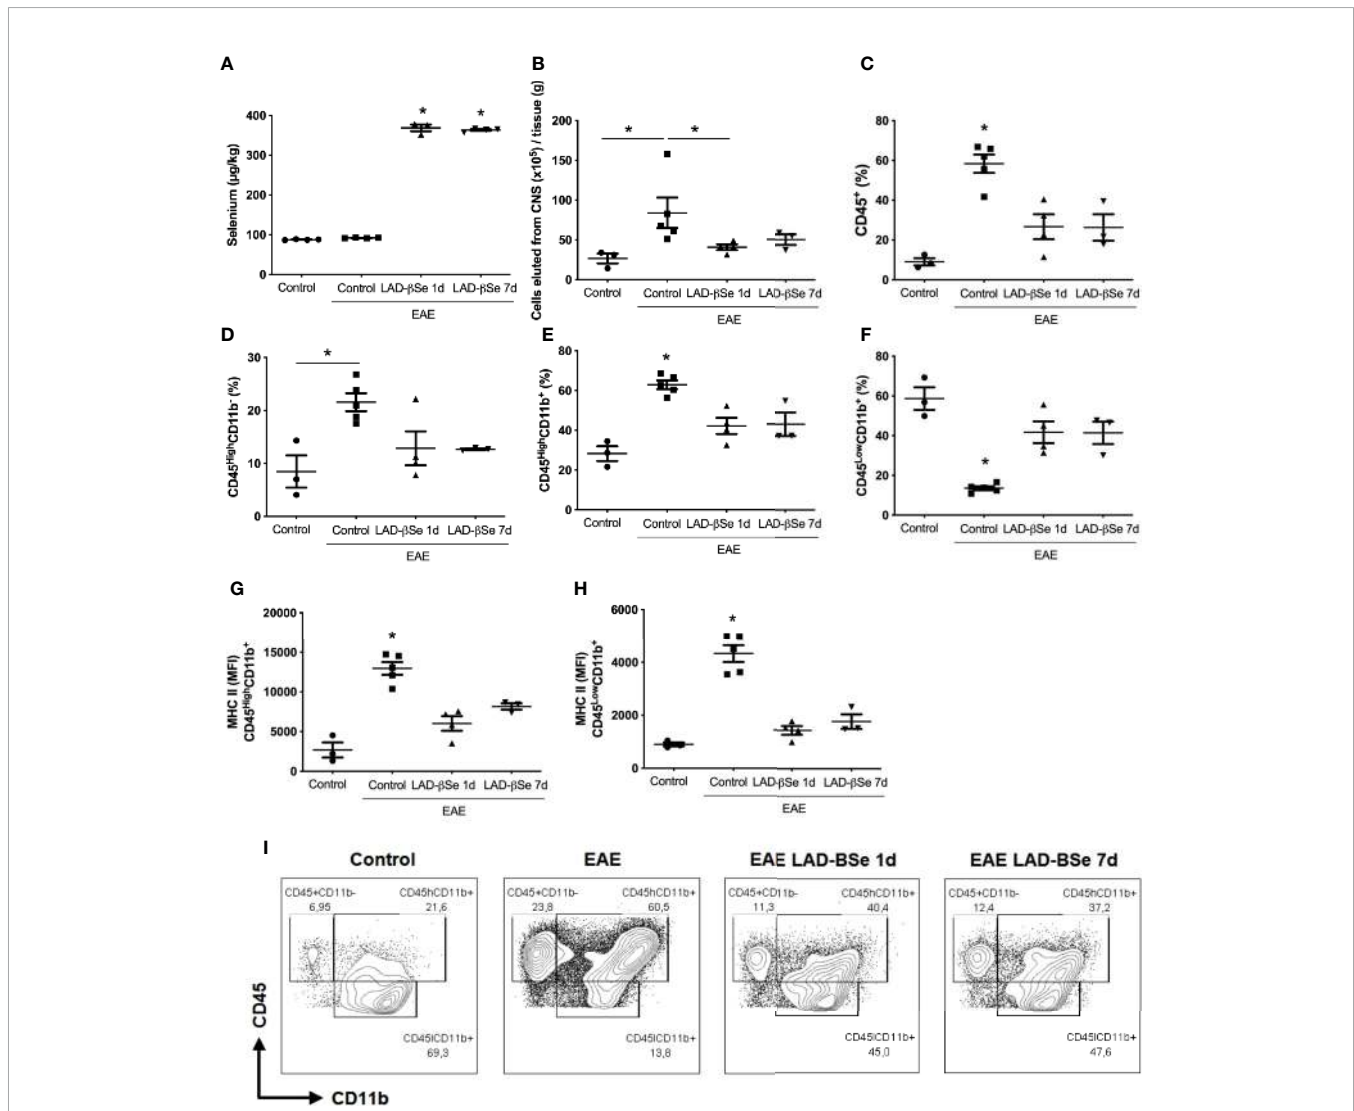 A
Selenium (µg/kg)
400
300
200
100
0
*
*
Control
Control
LAD-βSe 1d
LAD-βSe 7d
EAE
B
Cells eluted from CNS (x10⁵) / tissue (g)
200
150
100
50
0
*
*
Control
Control
LAD-βSe 1d
LAD-βSe 7d
EAE
C
CD45⁺ (%)
80
60
40
20
0
*
Control
Control
LAD-βSe 1d
LAD-βSe 7d
EAE
D
CD45ᴴⁱᵍʰCD11b⁻ (%)
30
20
10
0
*
Control
Control
LAD-βSe 1d
LAD-βSe 7d
EAE
E
CD45ᴴⁱᵍʰCD11b⁺ (%)
80
60
40
20
0
*
Control
Control
LAD-βSe 1d
LAD-βSe 7d
EAE
F
CD45ᴸᵒʷCD11b⁺ (%)
80
60
40
20
0
*
Control
Control
LAD-βSe 1d
LAD-βSe 7d
EAE
G
MHC II (MFI)
CD45ᴴⁱᵍʰCD11b⁺
20000
15000
10000
5000
0
*
Control
Control
LAD-βSe 1d
LAD-βSe 7d
EAE
H
MHC II (MFI)
CD45ᴸᵒʷCD11b⁺
6000
4000
2000
0
*
Control
Control
LAD-βSe 1d
LAD-βSe 7d
EAE
I
Control
CD45+CD11b-
6,95
CD45hCD11b+
21,6
CD45lCD11b+
69,3
EAE
CD45+CD11b-
23,8
CD45hCD11b+
60,5
CD45lCD11b+
13,8
EAE LAD-BSe 1d
CD45+CD11b-
11,3
CD45hCD11b+
40,4
CD45lCD11b+
45,0
EAE LAD-BSe 7d
CD45+CD11b-
12,4
CD45hCD11b+
37,2
CD45lCD11b+
47,6
CD45
CD11b